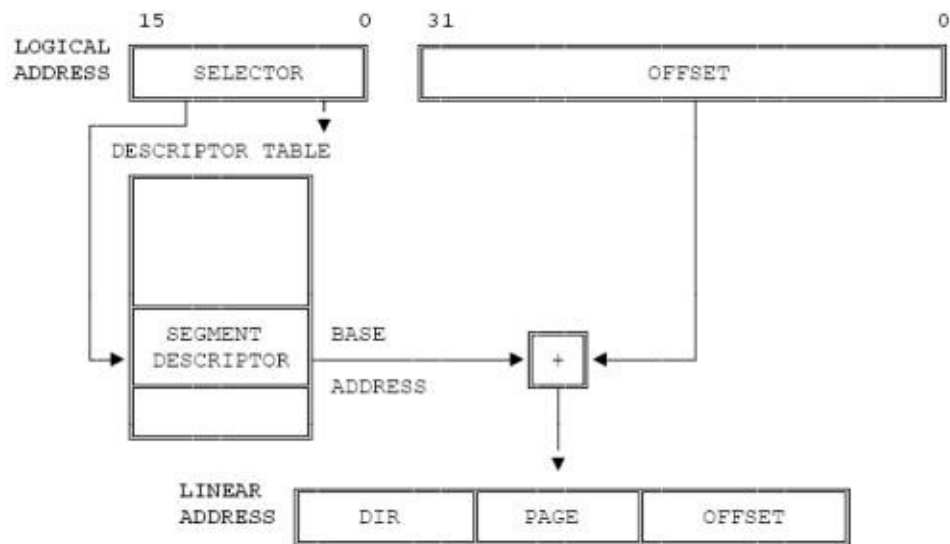 15 0 31 0
LOGICAL
ADDRESS
SELECTOR
OFFSET
DESCRIPTOR TABLE
SEGMENT
DESCRIPTOR
BASE
ADDRESS
+
LINEAR
ADDRESS
DIR PAGE OFFSET